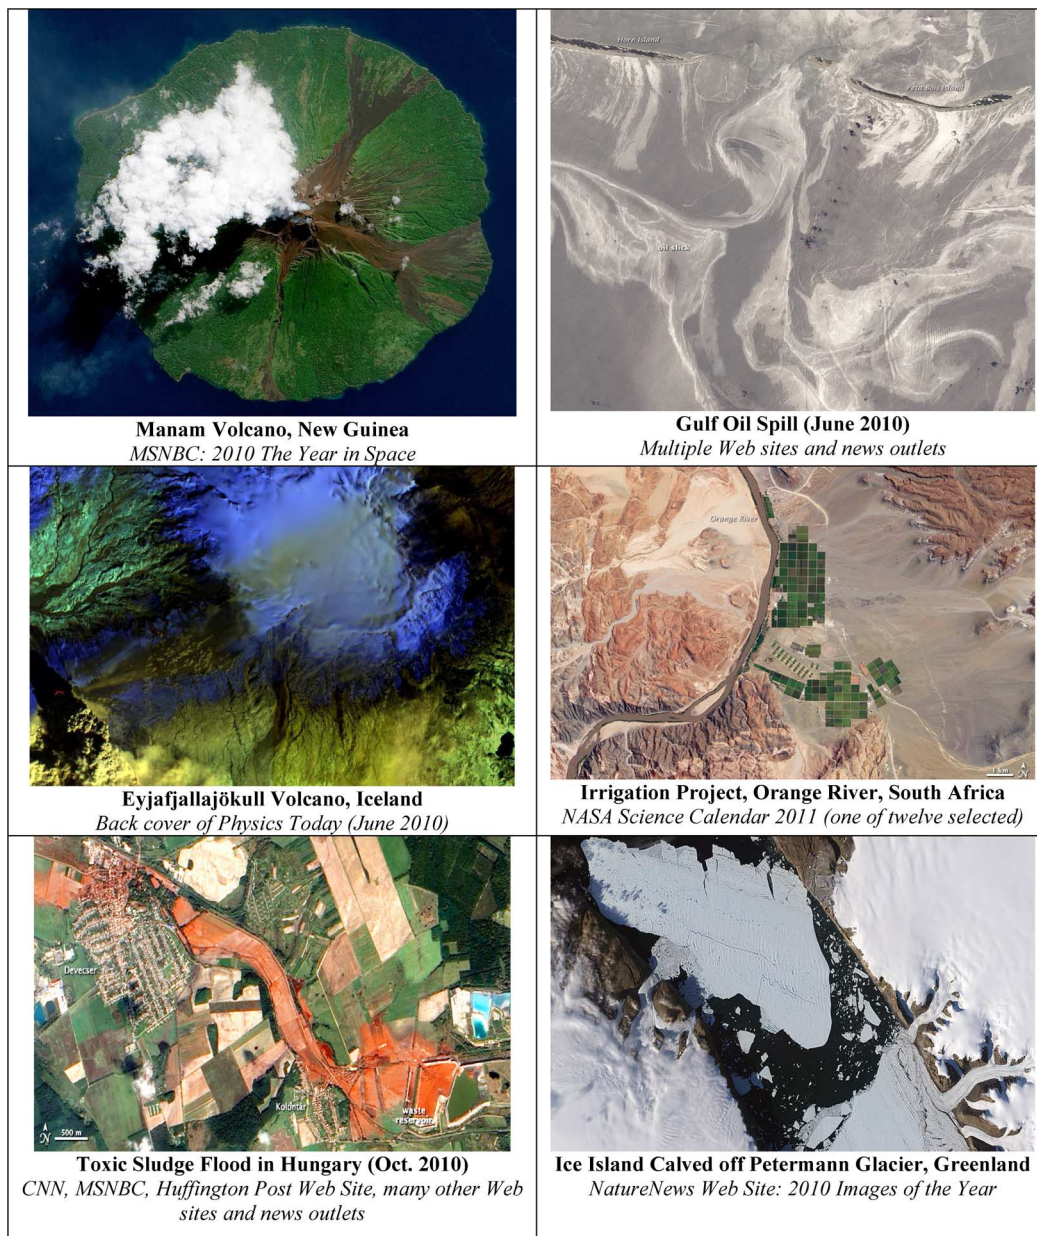 Manam Volcano, New Guinea
MSNBC: 2010 The Year in Space
Horn Island
Petit Bois Island
oil slick
Gulf Oil Spill (June 2010)
Multiple Web sites and news outlets
Eyjafjallajökull Volcano, Iceland
Back cover of Physics Today (June 2010)
Orange River
1 km
N
Irrigation Project, Orange River, South Africa
NASA Science Calendar 2011 (one of twelve selected)
Devecser
Kolontár
waste
reservoir
N
500 m
Toxic Sludge Flood in Hungary (Oct. 2010)
CNN, MSNBC, Huffington Post Web Site, many other Web
sites and news outlets
Ice Island Calved off Petermann Glacier, Greenland
NatureNews Web Site: 2010 Images of the Year